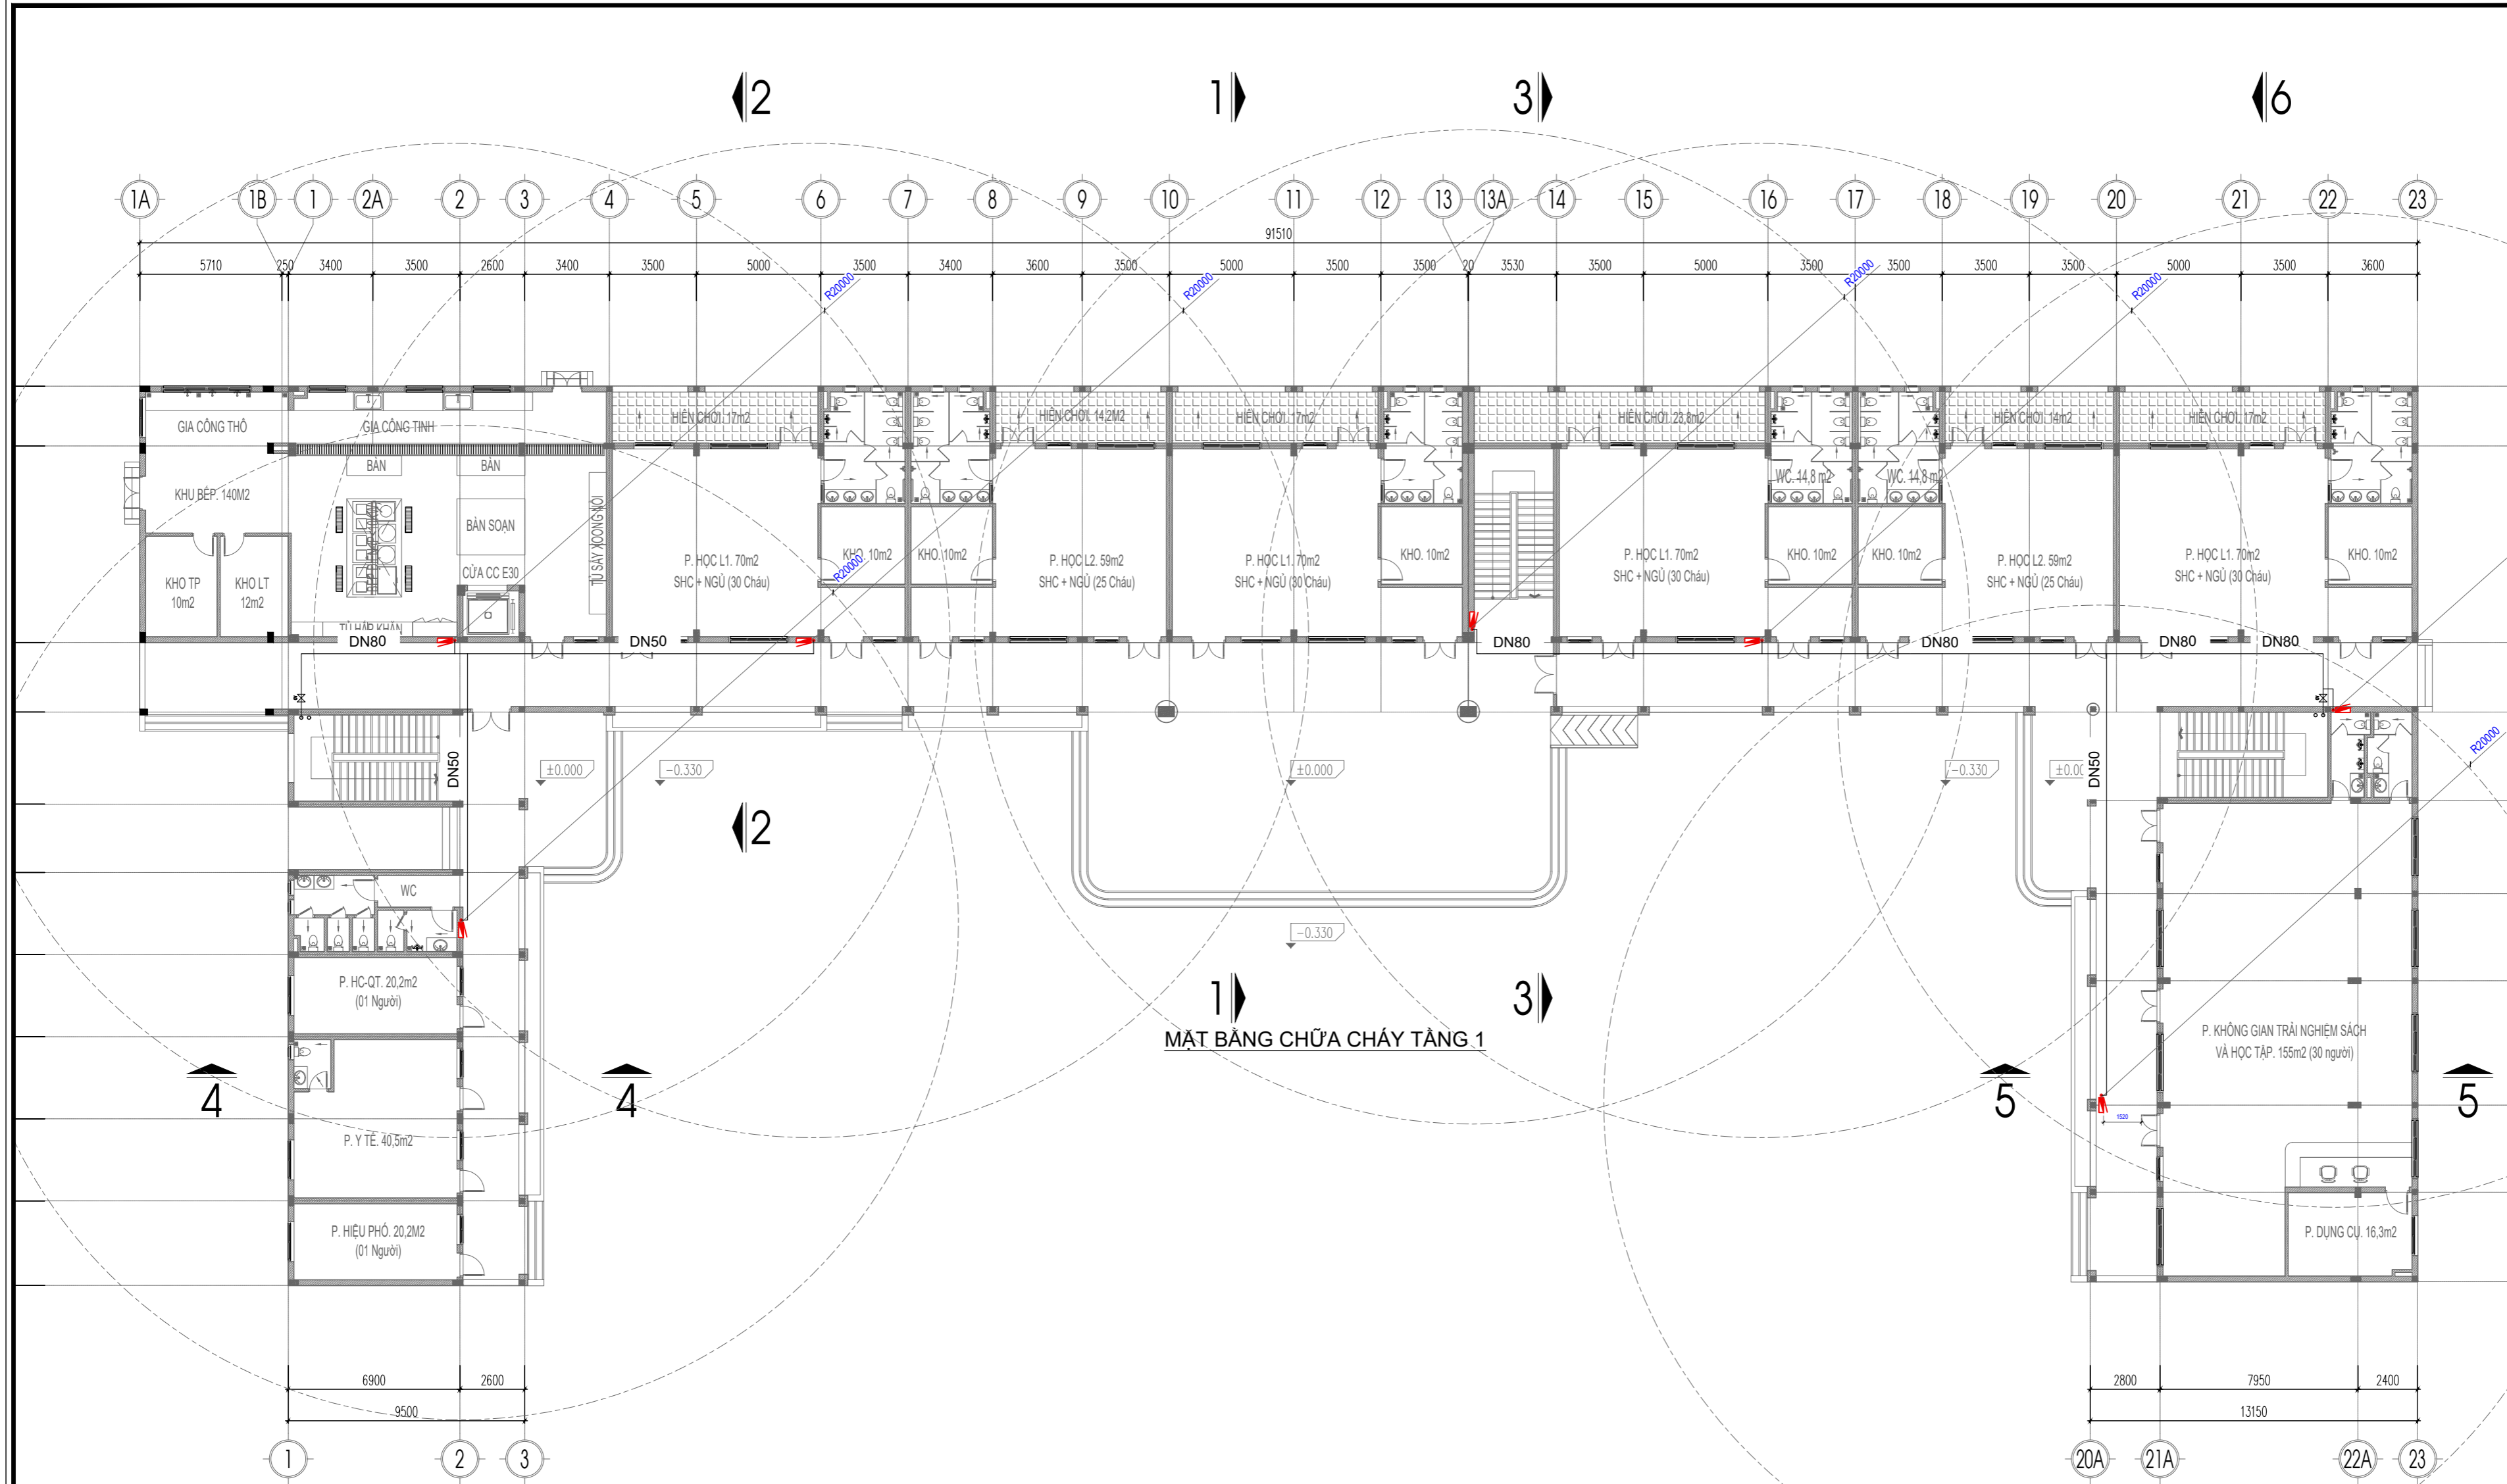 2 1 3 6
1A 1B 1 2A 2 3 4 5 6 7 8 9 10 11 12 13 13A 14 15 16 17 18 19 20 21 22 23
91510
5710 250 3400 3500 2600 3400 3500 5000 3500 3400 3600 3500 5000 3500 3500 20 3530 3500 5000 3500 3500 3500 3500 5000 3500 3600
R20000 R20000 R20000 R20000
GIA CÔNG THÔ
GIA CÔNG TINH
HIÊN CHƠI. 17m2
HIÊN CHƠI. 14,2M2
HIÊN CHƠI. 17m2
HIÊN CHƠI. 23,8m2
HIÊN CHƠI. 14m2
HIÊN CHƠI. 17m2
BÀN
BÀN
KHU BẾP. 140M2
BÀN SOẠN
TỦ SẤY XOONG NỒI
CỬA CC E30
WC. 14,8 m2
WC. 14,8 m2
KHO TP
10m2
KHO LT
12m2
TỦ HẤP KHĂN
P. HỌC L1. 70m2
SHC + NGỦ (30 Cháu)
KHO. 10m2
KHO. 10m2
R20000
P. HỌC L2. 59m2
SHC + NGỦ (25 Cháu)
P. HỌC L1. 70m2
SHC + NGỦ (30 Cháu)
KHO. 10m2
P. HỌC L1. 70m2
SHC + NGỦ (30 Cháu)
KHO. 10m2
KHO. 10m2
P. HỌC L2. 59m2
SHC + NGỦ (25 Cháu)
P. HỌC L1. 70m2
SHC + NGỦ (30 Cháu)
KHO. 10m2
DN80 DN50 DN80 DN80 DN80 DN80
DN50
±0.000
-0.330
±0.000
-0.330
±0.00
DN50
R20000
2
WC
-0.330
P. HC-QT. 20,2m2
(01 Người)
1 3
MẶT BẰNG CHỮA CHÁY TẦNG 1
P. KHÔNG GIAN TRẢI NGHIỆM SÁCH
VÀ HỌC TẬP. 155m2 (30 người)
4 4 5 5
1520
P. Y TẾ. 40,5m2
P. HIỆU PHÓ. 20,2M2
(01 Người)
P. DỤNG CỤ. 16,3m2
6900 2600
9500
2800 7950 2400
13150
1 2 3
20A 21A 22A 23